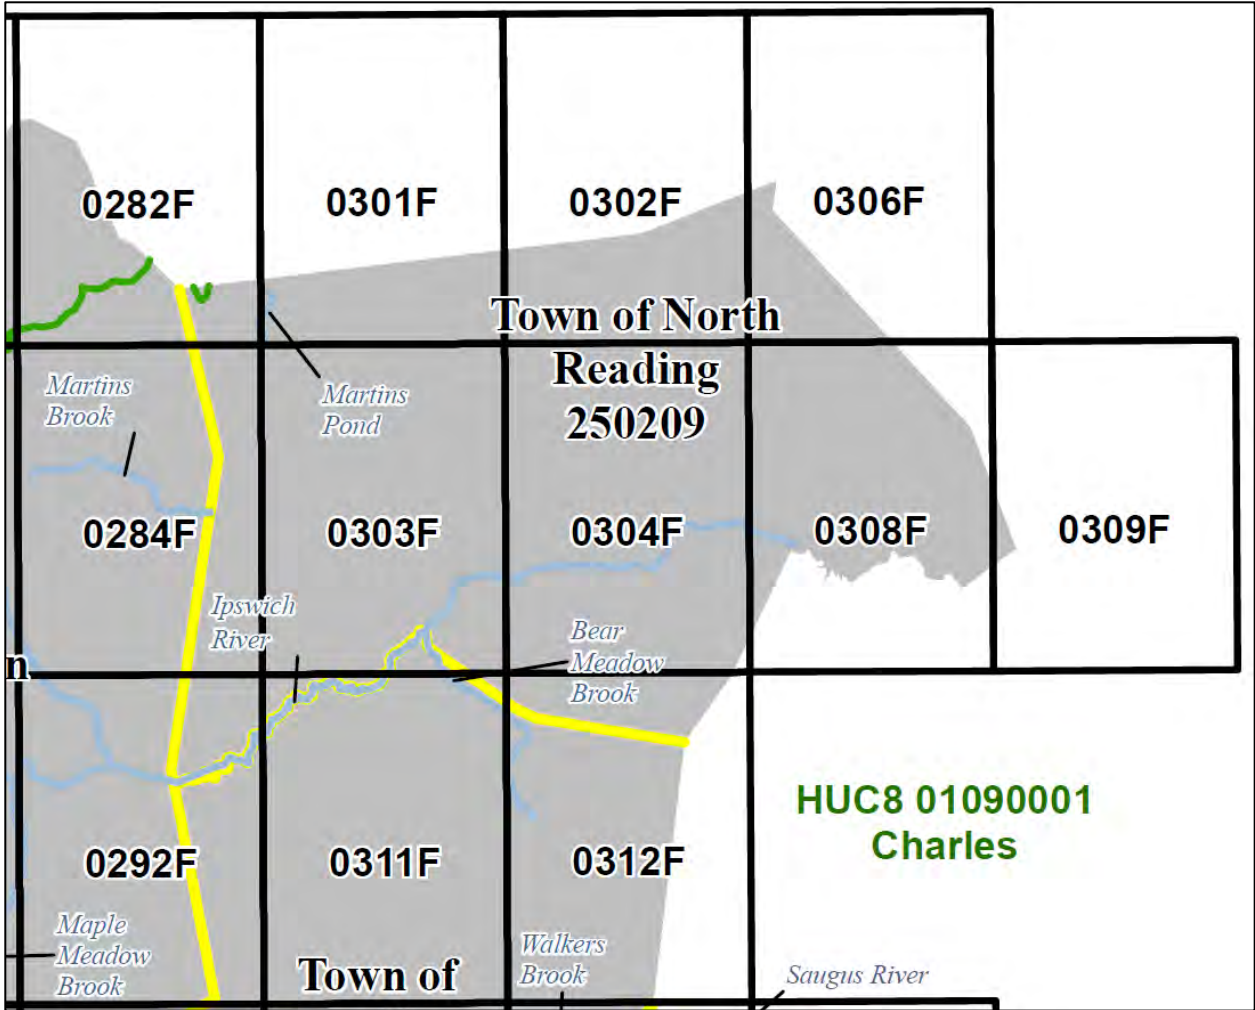 0282F
0301F
0302F
0306F
Town of North
Reading
250209
Martins
Brook
Martins
Pond
0284F
0303F
0304F
0308F
0309F
Ipswich
River
Bear
Meadow
Brook
n
HUC8 01090001
Charles
0292F
0311F
0312F
Maple
Meadow
Brook
Town of
Walkers
Brook
Saugus River